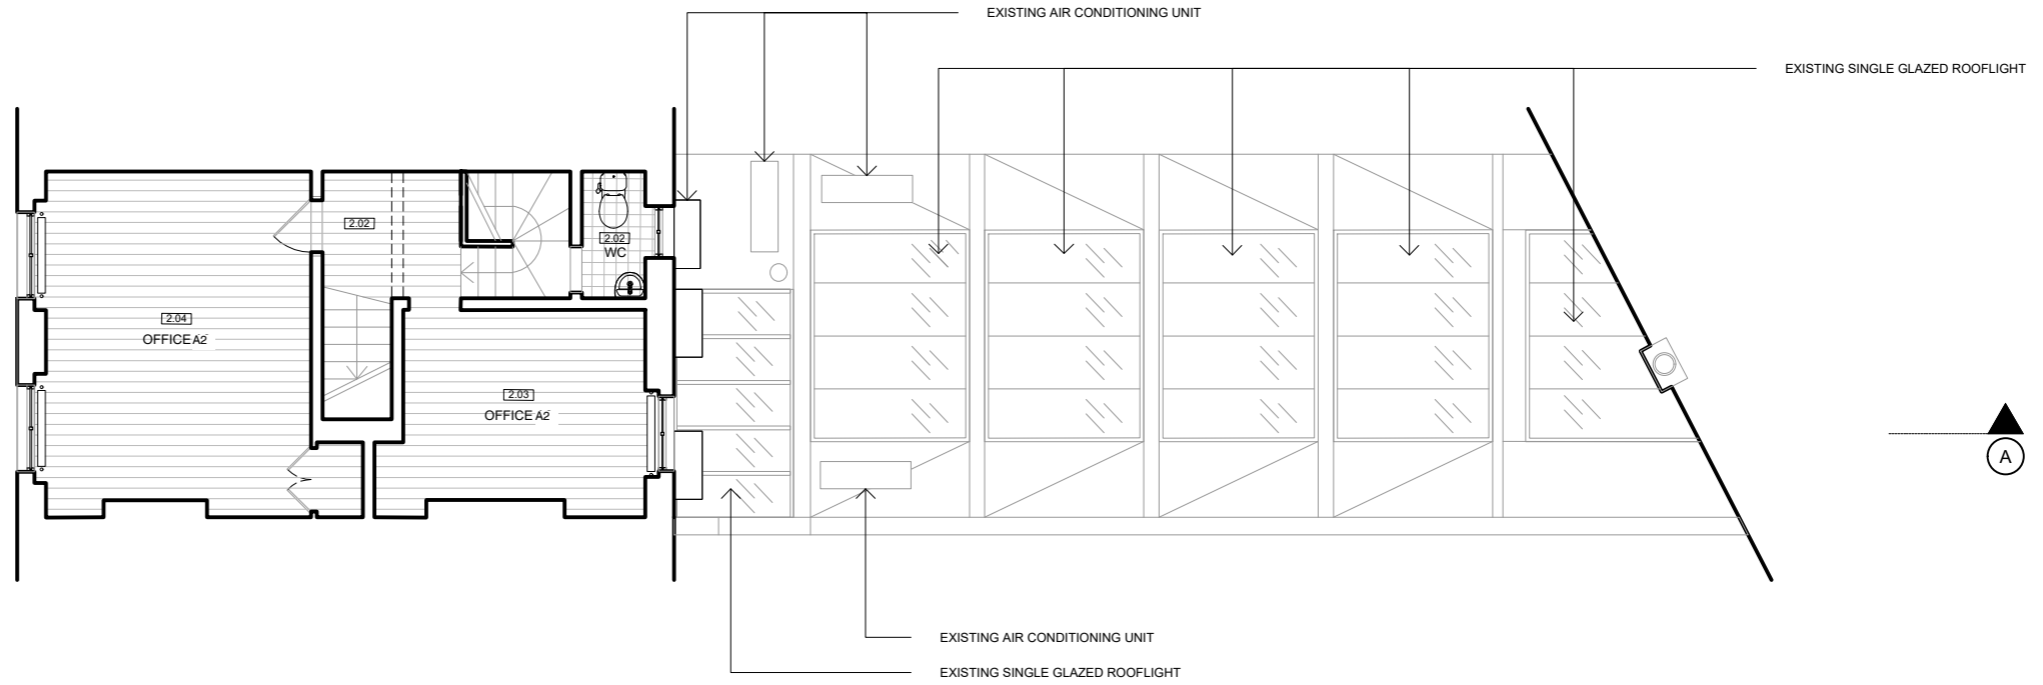 EXISTING AIR CONDITIONING UNIT
EXISTING SINGLE GLAZED ROOFLIGHT
2.02
2.02
WC
2.04
OFFICE A2
2.03
OFFICE A2
A
EXISTING AIR CONDITIONING UNIT
EXISTING SINGLE GLAZED ROOFLIGHT